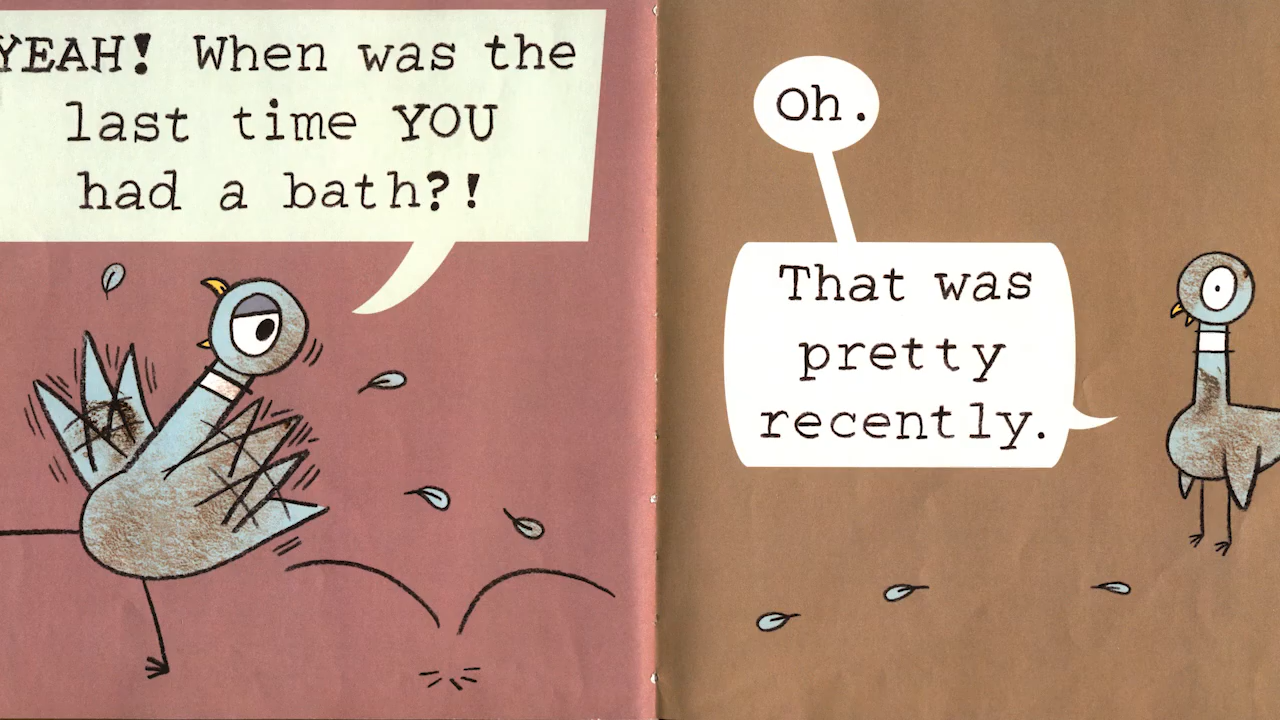 YEAH! When was the
last time YOU
had a bath?!
Oh.
That was
pretty
recently.